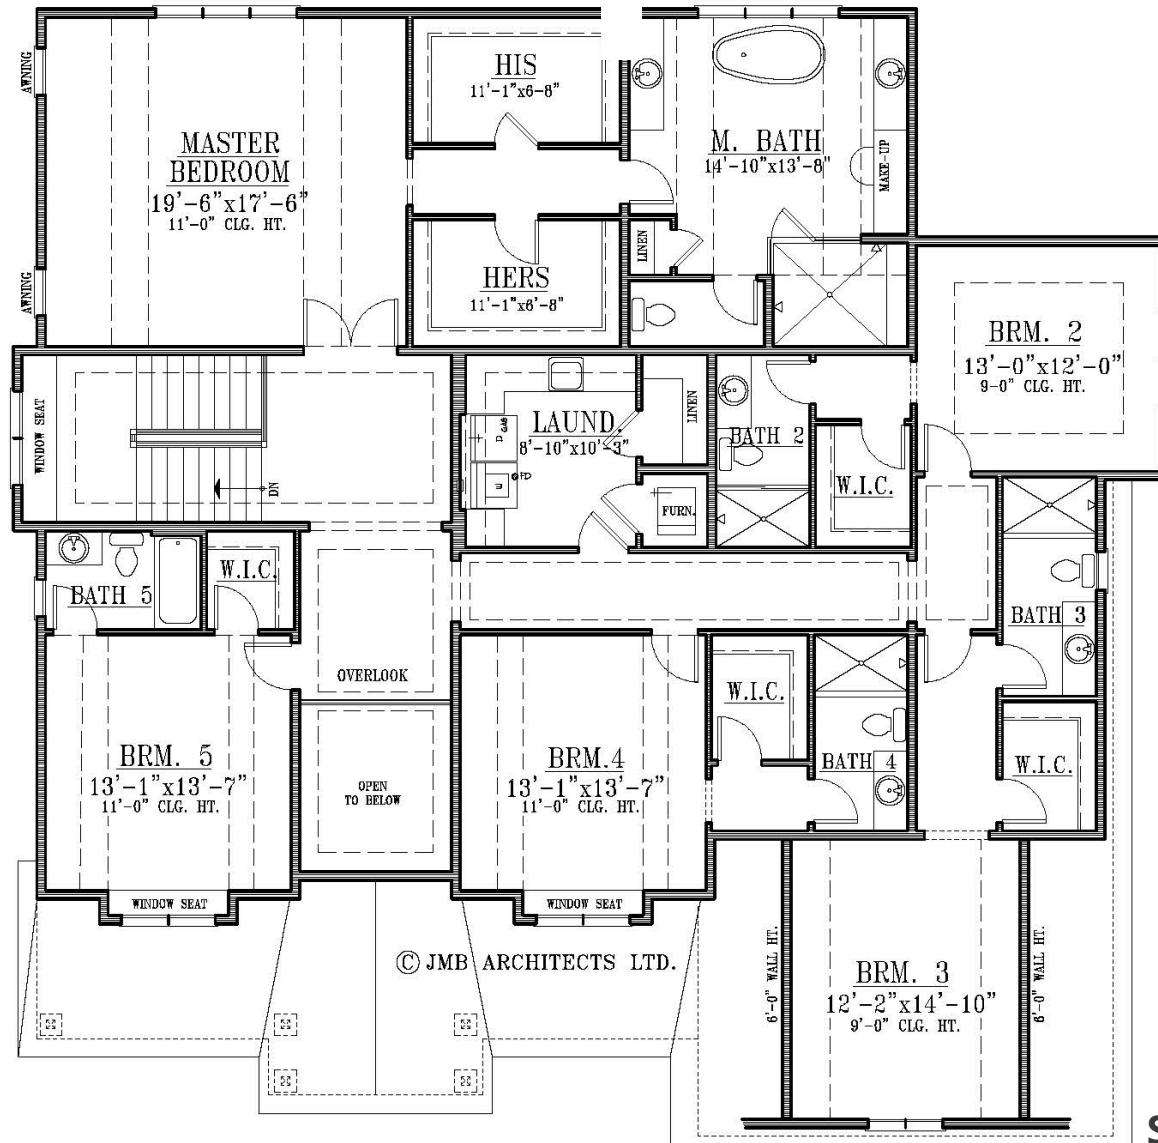 AWNING
MASTER
BEDROOM
19'-6"x17'-6"
11'-0" CLG. HT.
AWNING
HIS
11'-1"x6-8"
HERS
11'-1"x6'-8"
M. BATH
14'-10"x13'-8"
MAKE-UP
LINEN
BRM. 2
13'-0"x12'-0"
9-0" CLG. HT.
WINDOW SEAT
DN
LAUND.
8'-10"x10'-3"
D GAS
W
FD
LINEN
FURN.
BATH 2
W.I.C.
BATH 5
W.I.C.
OVERLOOK
BATH 3
W.I.C.
BRM. 5
13'-1"x13'-7"
11'-0" CLG. HT.
OPEN
TO BELOW
BRM.4
13'-1"x13'-7"
11'-0" CLG. HT.
W.I.C.
BATH 4
WINDOW SEAT
WINDOW SEAT
© JMB ARCHITECTS LTD.
6'-0" WALL HT.
BRM. 3
12'-2"x14'-10"
9'-0" CLG. HT.
6'-0" WALL HT.
S